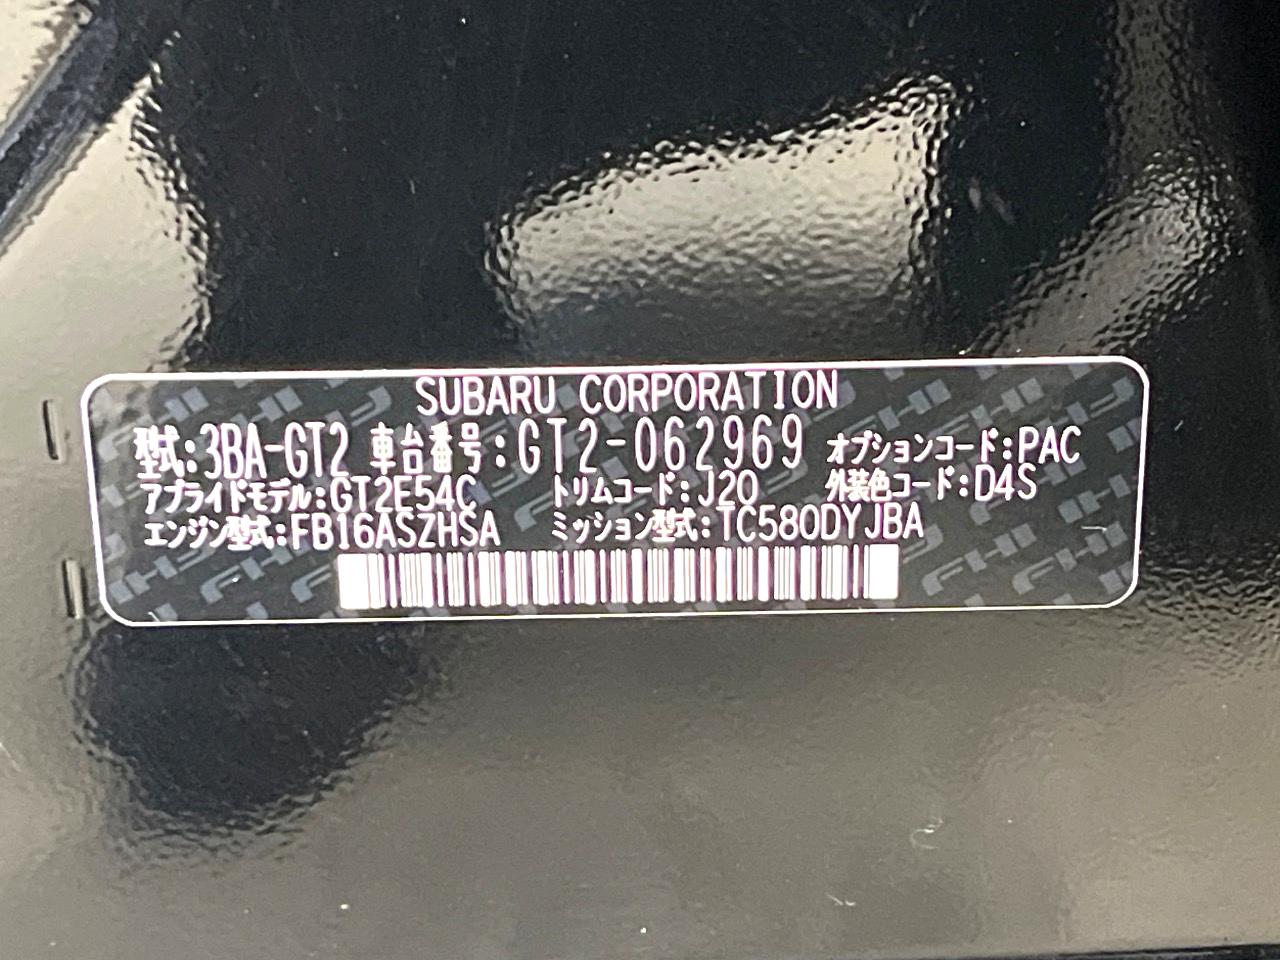 SUBARU CORPORATION
型式:3BA-GT2 車台番号:GT2-062969 オプションコード:PAC
アプライドモデル:GT2E54C トリムコード:J20 外装色コード:D4S
エンジン型式:FB16ASZHSA ミッション型式:TC580DYJBA